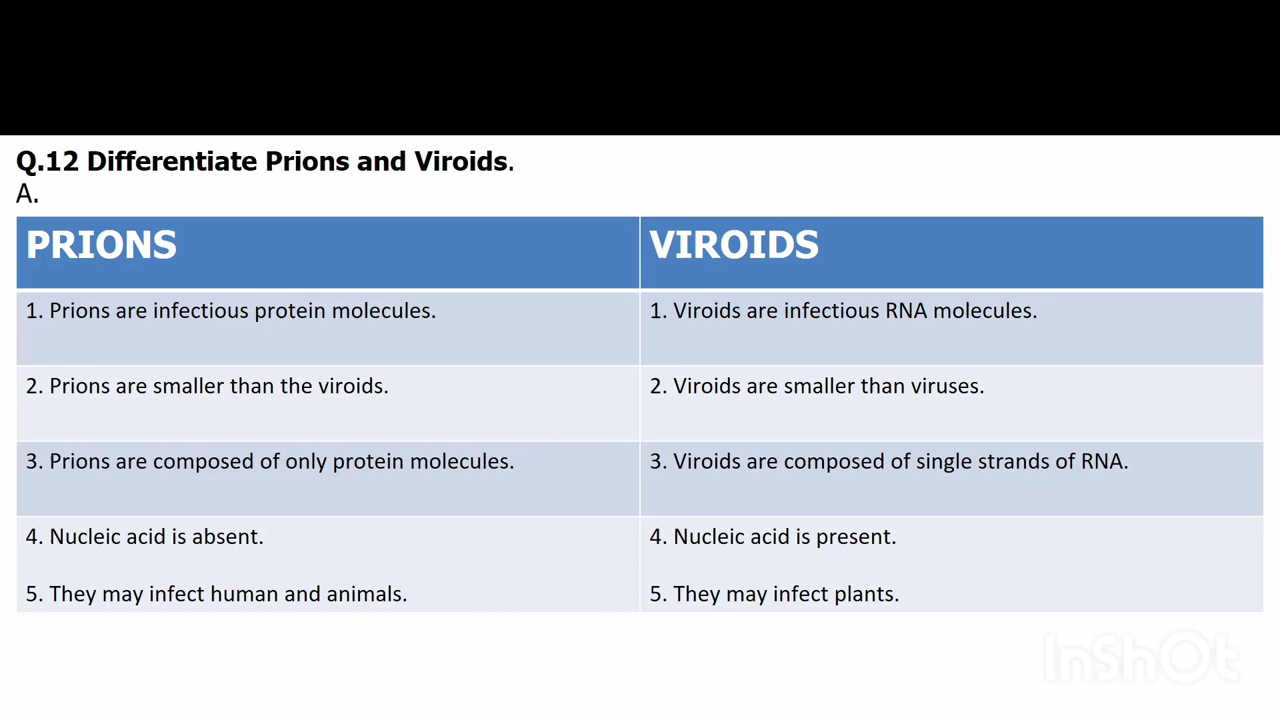 Q.12 Differentiate Prions and Viroids.
A.
PRIONS
VIROIDS
1. Prions are infectious protein molecules.
1. Viroids are infectious RNA molecules.
2. Prions are smaller than the viroids.
2. Viroids are smaller than viruses.
3. Prions are composed of only protein molecules.
3. Viroids are composed of single strands of RNA.
4. Nucleic acid is absent.
4. Nucleic acid is present.
5. They may infect human and animals.
5. They may infect plants.
InShOt